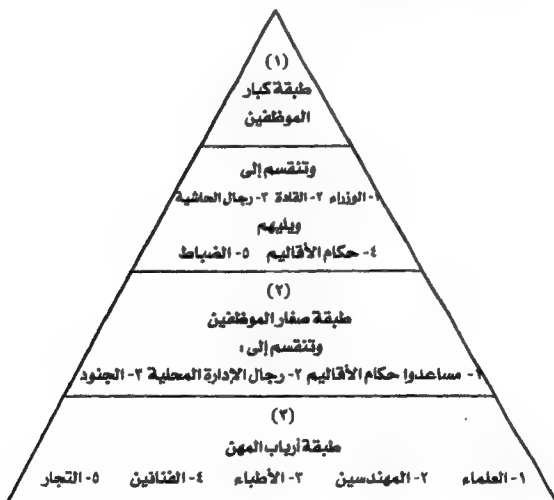 (١)
طبقة كبار
الموظفين
وتنقسم إلى
١- الوزراء ٢- القادة ٣- رجال الحاشية
ويليهم
٤- حكام الأقاليم ٥- الضباط
(٢)
طبقة صغار الموظفين
وتنقسم إلى :
١- مساعدوا حكام الأقاليم ٢- رجال الإدارة المحلية ٣- الجنود
(٣)
طبقة أرباب المهن
١- العلماء ٢- المهندسين ٣- الأطباء ٤- الفنانين ٥- التجار